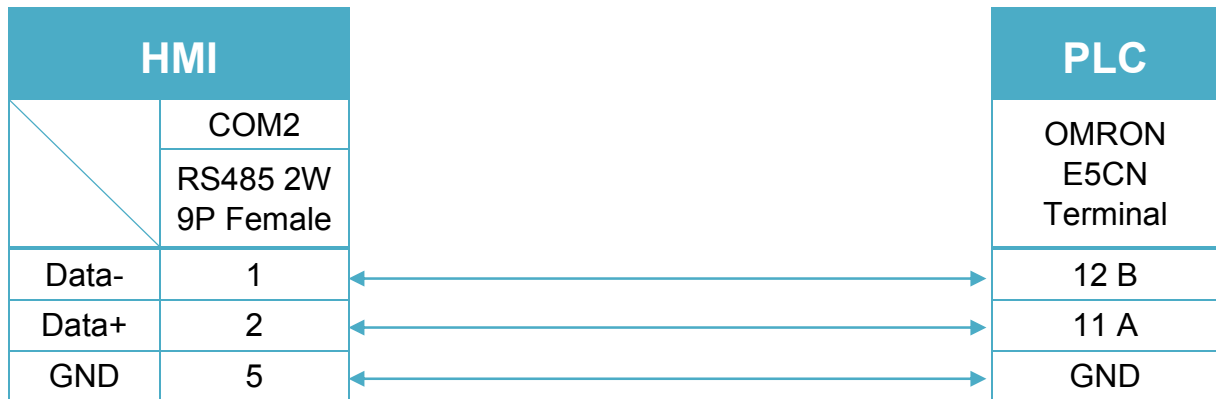 HMI
PLC
COM2
RS485 2W
9P Female
OMRON
E5CN
Terminal
Data- 1 12 B
Data+ 2 11 A
GND 5 GND